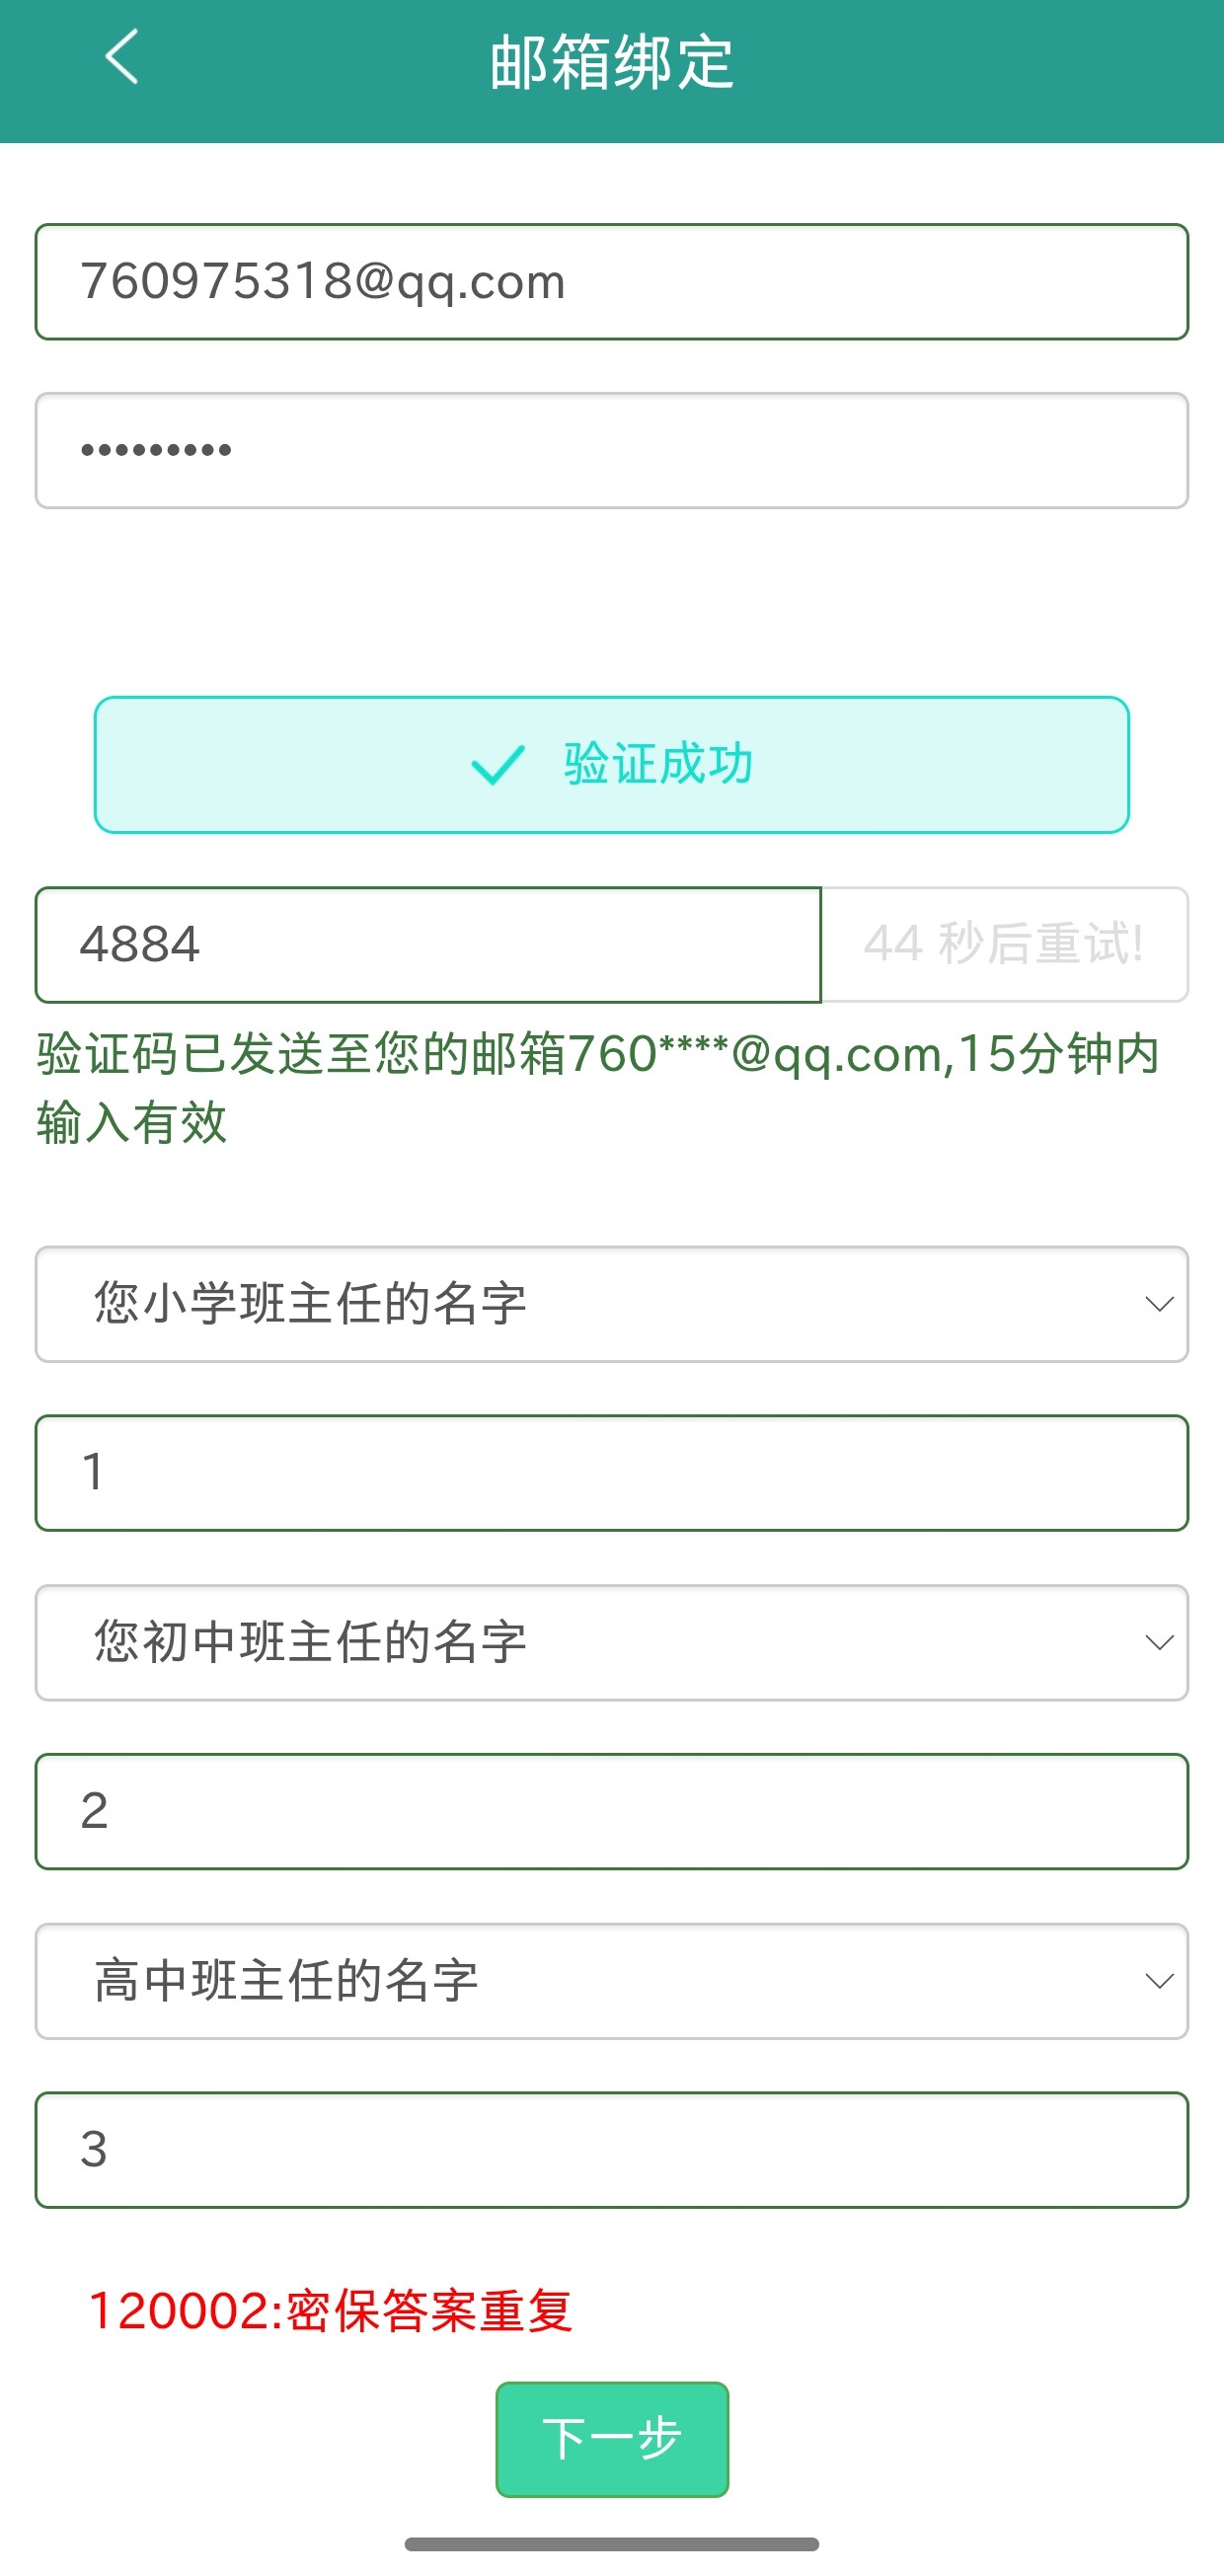 邮箱绑定
760975318@qq.com
•••••••••
验证成功
4884
44 秒后重试!
验证码已发送至您的邮箱760****@qq.com,15分钟内
输入有效
您小学班主任的名字
1
您初中班主任的名字
2
高中班主任的名字
3
120002:密保答案重复
下一步